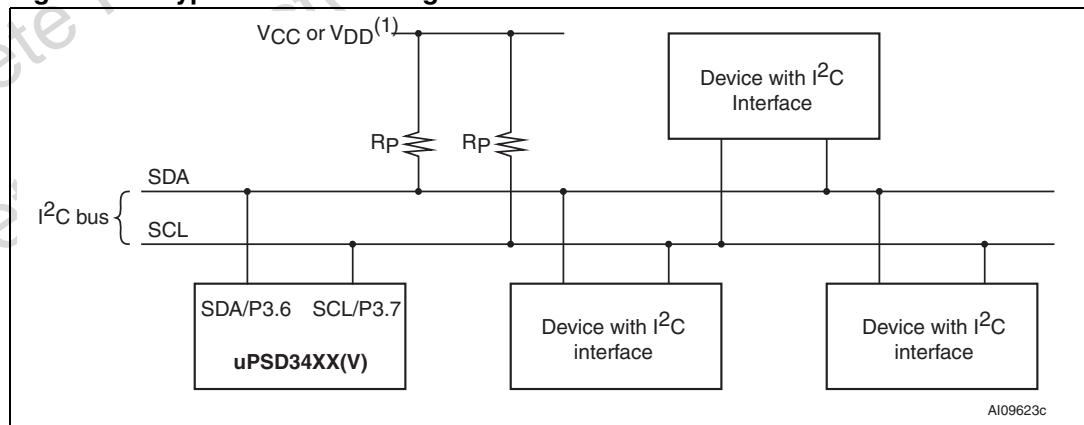 VCC or VDD(1)
Device with I2C
Interface
RP
RP
SDA
I2C bus
SCL
SDA/P3.6 SCL/P3.7
uPSD34XX(V)
Device with I2C
interface
Device with I2C
interface
AI09623c